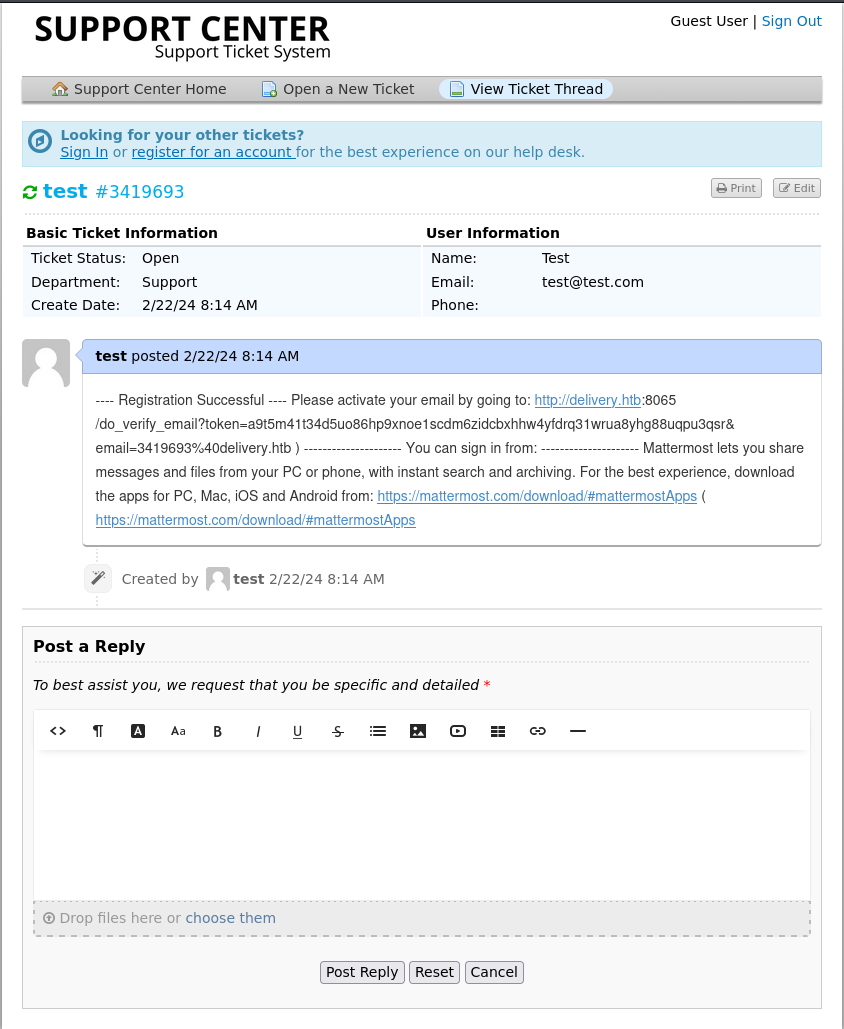 SUPPORT CENTER
Support Ticket System
Guest User | Sign Out
Support Center Home Open a New Ticket View Ticket Thread
Looking for your other tickets?
Sign In or register for an account for the best experience on our help desk.
test #3419693
Print Edit
Basic Ticket Information
Ticket Status: Open
Department: Support
Create Date: 2/22/24 8:14 AM
User Information
Name: Test
Email: test@test.com
Phone:
test posted 2/22/24 8:14 AM
---- Registration Successful ---- Please activate your email by going to: http://delivery.htb:8065
/do_verify_email?token=a9t5m41t34d5uo86hp9xnoe1scdm6zidcbxhhw4yfdrq31wrua8yhg88uqpu3qsr&
email=3419693%40delivery.htb ) --------------------- You can sign in from: --------------------- Mattermost lets you share
messages and files from your PC or phone, with instant search and archiving. For the best experience, download
the apps for PC, Mac, iOS and Android from: https://mattermost.com/download/#mattermostApps (
https://mattermost.com/download/#mattermostApps
Created by test 2/22/24 8:14 AM
Post a Reply
To best assist you, we request that you be specific and detailed *
<> ¶ A Aa B I U S
Drop files here or choose them
Post Reply Reset Cancel